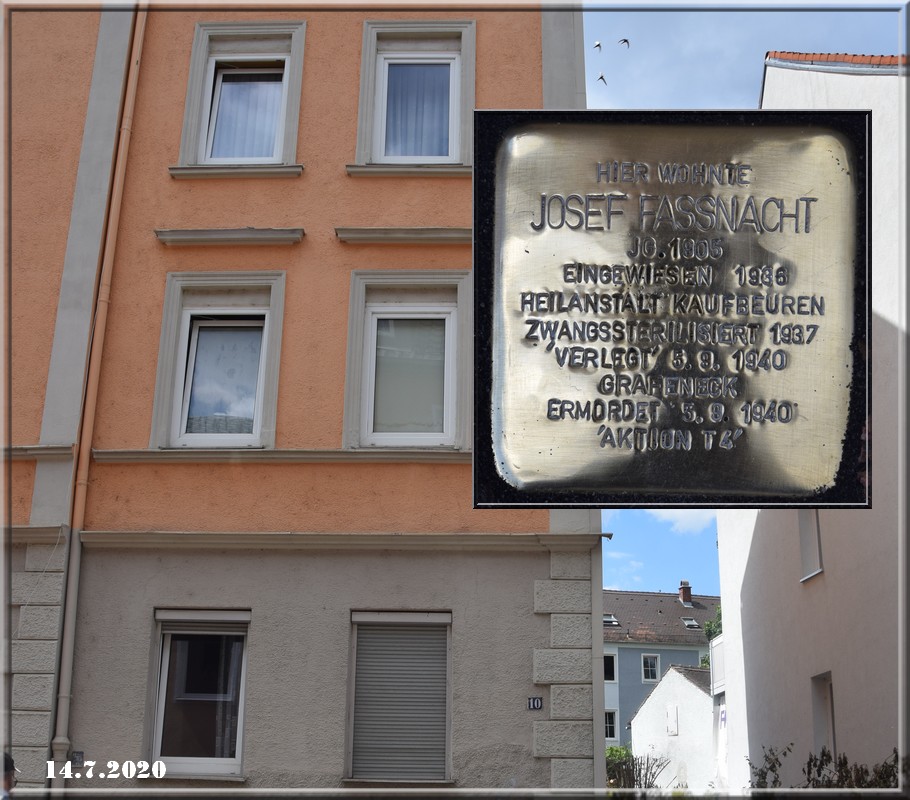 HIER WOHNTE
JOSEF FASSNACHT
JG. 1905
EINGEWIESEN 1936
HEILANSTALT KAUFBEUREN
ZWANGSSTERILISIERT 1937
'VERLEGT' 5.9. 1940
GRAFENECK
ERMORDET 5.9. 1940
'AKTION T4'
10
14.7.2020